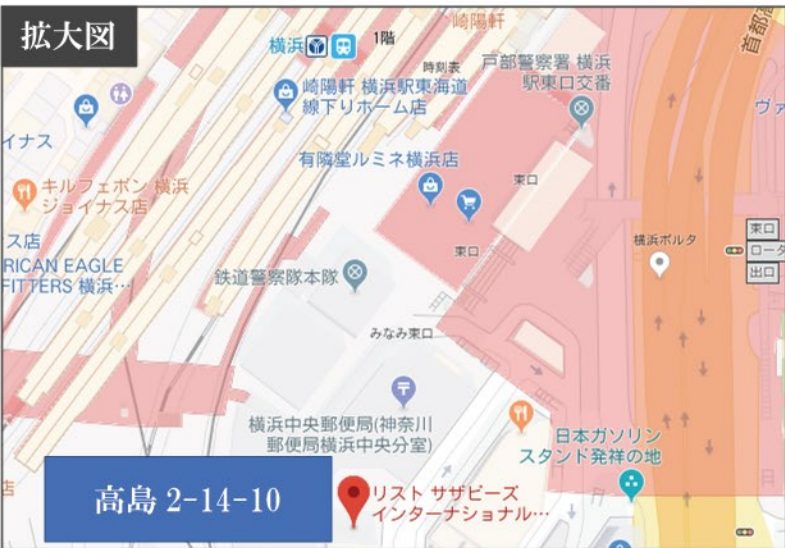 拡大図
崎陽軒
横浜
1階
首都高
時刻表
戸部警察署 横浜
駅東口交番
崎陽軒 横浜駅東海道
線下りホーム店
ヴァ
イナス
有隣堂ルミネ横浜店
東口
キルフェボン 横浜
ジョイナス店
東口
横浜ポルタ
東口
ロータ
出口
ス店
RICAN EAGLE
FITTERS 横浜…
鉄道警察隊本隊
みなみ東口
横浜中央郵便局(神奈川
郵便局横浜中央分室)
日本ガソリン
スタンド発祥の地
店
高島 2-14-10
リスト サザビーズ
インターナショナル…